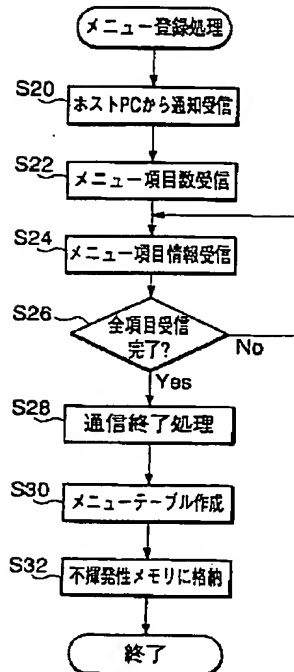 メニュー登録処理
S20
ホストPCから通知受信
S22
メニュー項目数受信
S24
メニュー項目情報受信
S26
全項目受信
完了?
No
Yes
S28
通信終了処理
S30
メニューテーブル作成
S32
不揮発性メモリに格納
終了